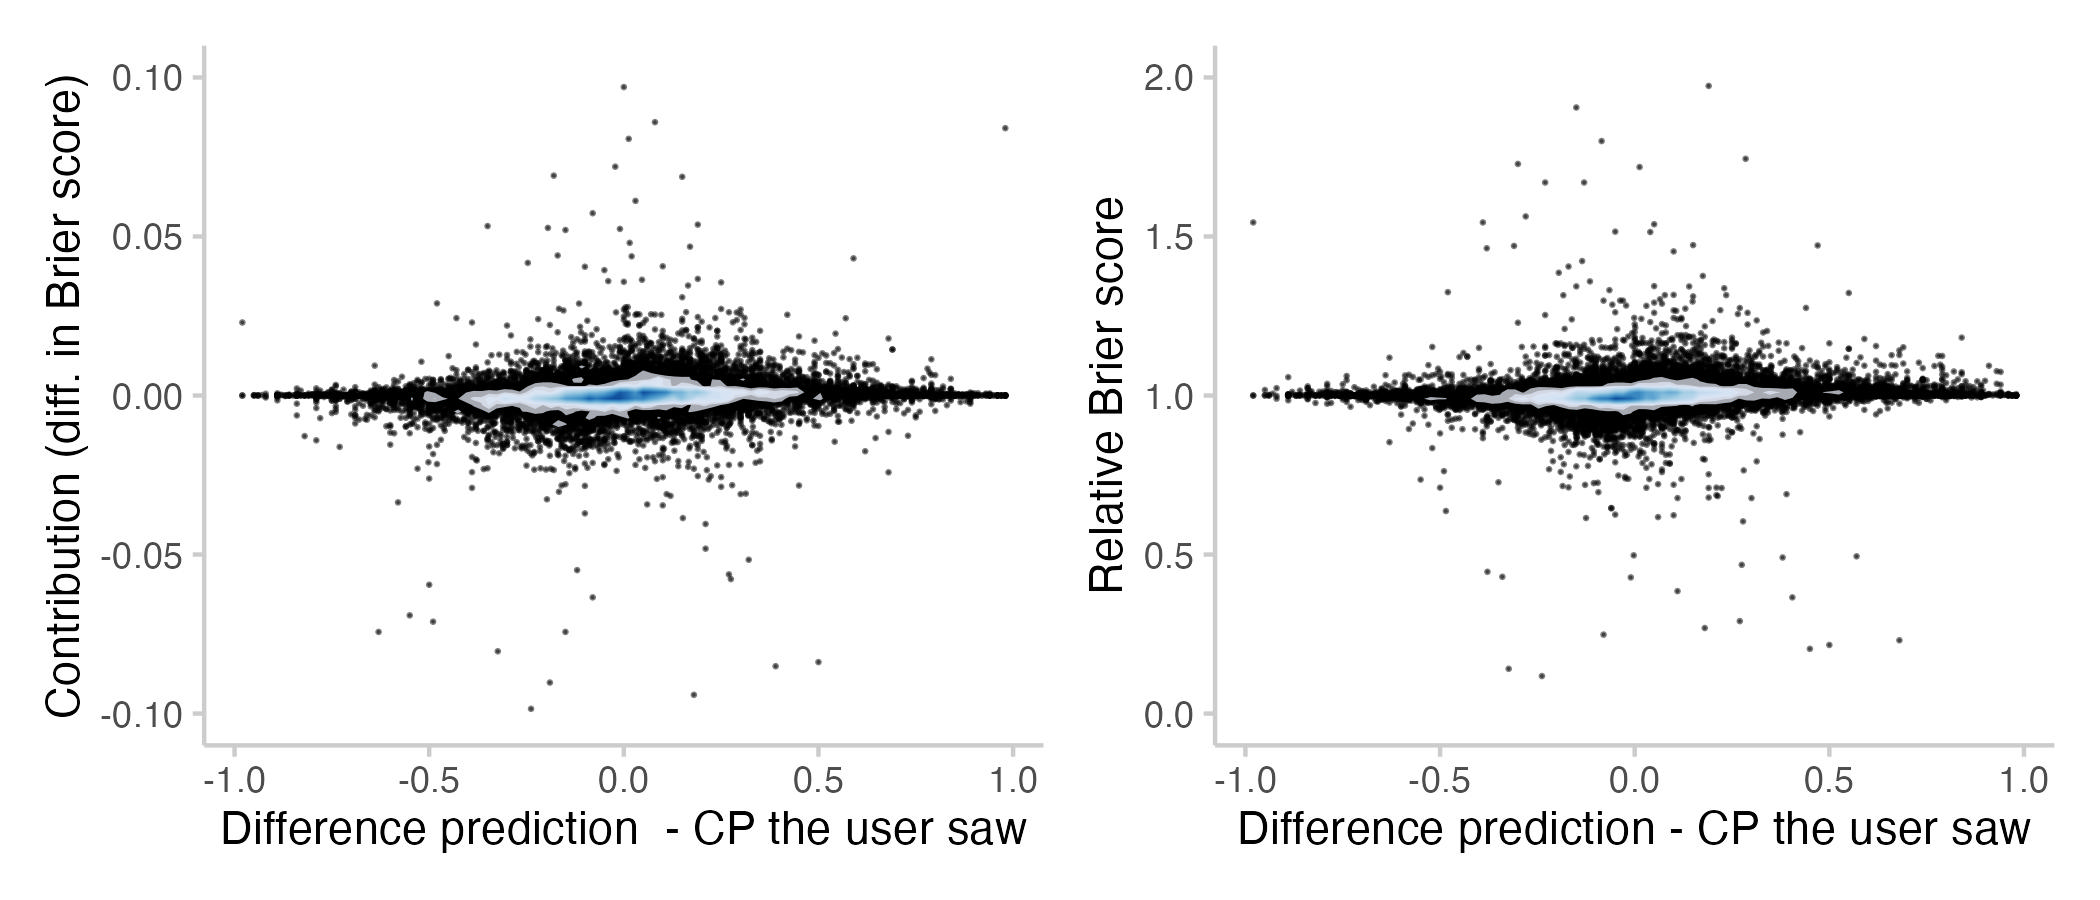 Contribution (diff. in Brier score)
0.10
0.05
0.00
-0.05
-0.10
-1.0 -0.5 0.0 0.5 1.0
Difference prediction  - CP the user saw
Relative Brier score
2.0
1.5
1.0
0.5
0.0
-1.0 -0.5 0.0 0.5 1.0
Difference prediction - CP the user saw